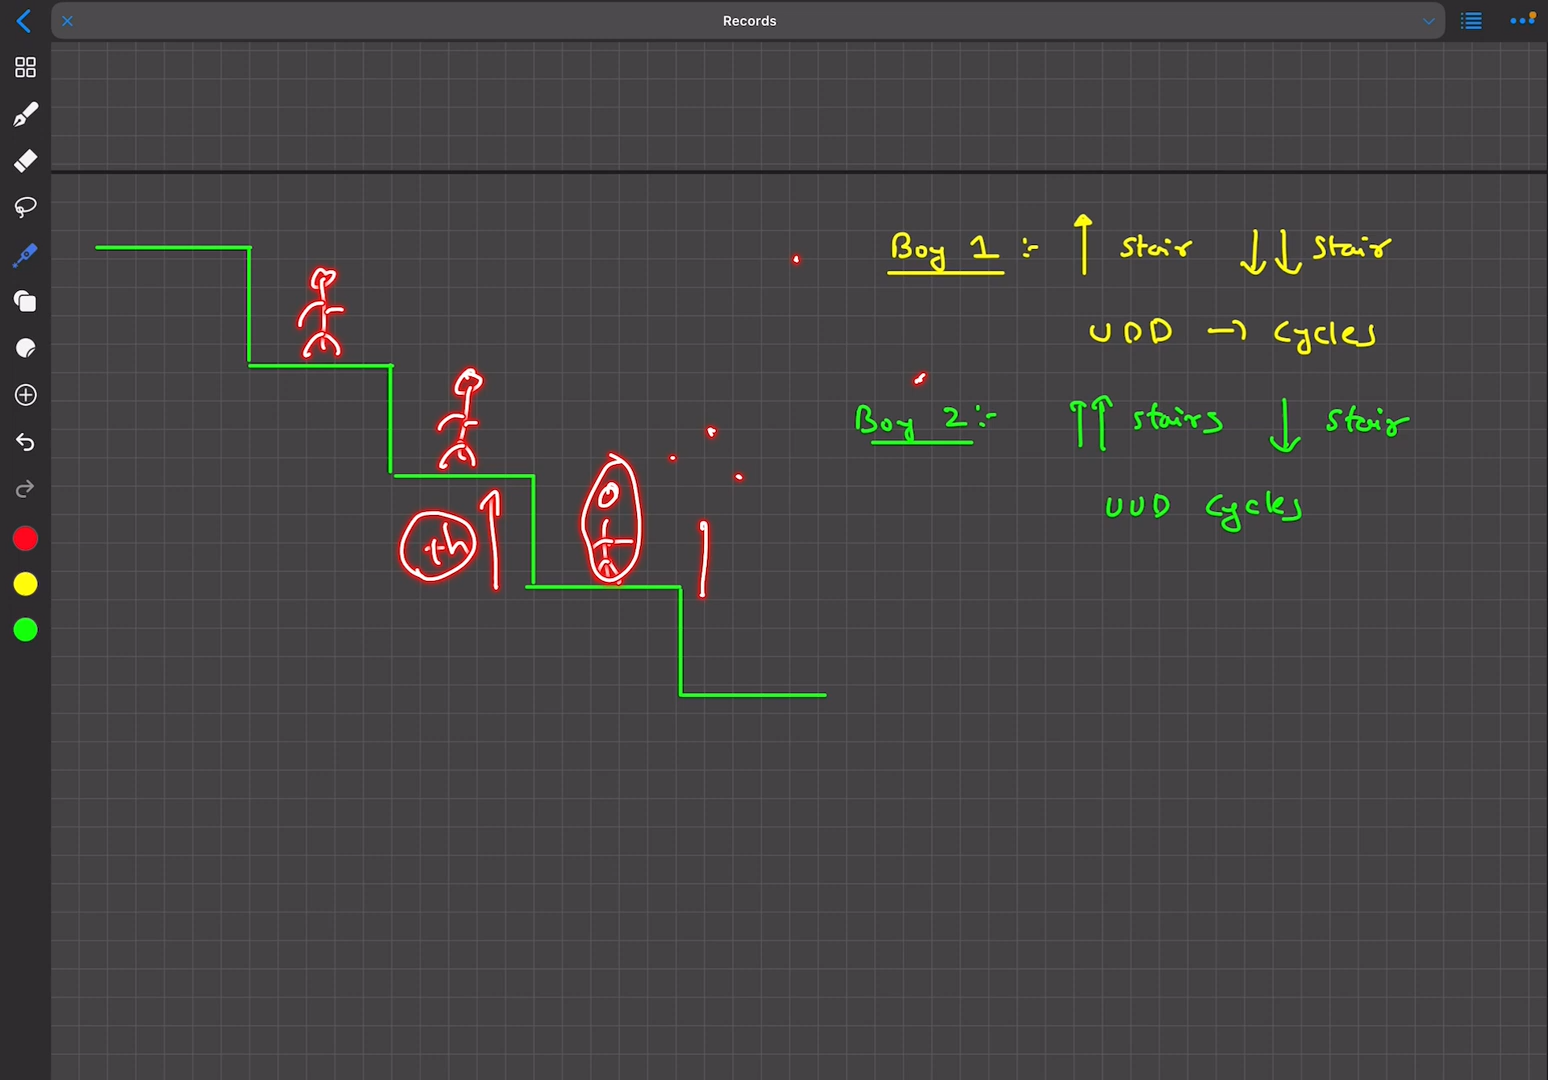 Records
Boy 1 :- ↑ Stair ↓↓ Stair
UDD → Cycles
Boy 2 :- ↑↑ Stairs ↓ Stair
UUD Cycles
+h